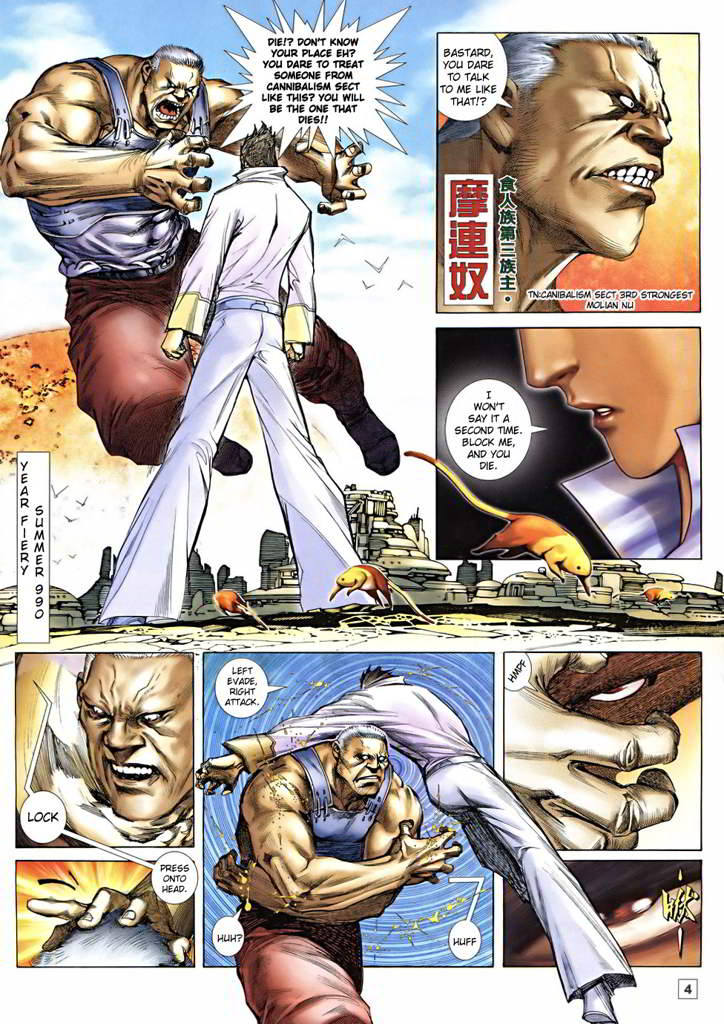 DIE!? DON'T KNOW
YOUR PLACE EH?
YOU DARE TO TREAT
SOMEONE FROM
CANNIBALISM SECT
LIKE THIS? YOU WILL
BE THE ONE THAT
DIES!!
BASTARD,
YOU DARE
TO TALK
TO ME LIKE
THAT!?
食人族第三族主·
摩連奴
TN:CANIBALISM SECT 3RD STRONGEST
MOLIAN NU
I
WON'T
SAY IT A
SECOND TIME.
BLOCK ME,
AND YOU
DIE.
YEAR FIERY
SUMMER 990
LOCK
PRESS
ONTO
HEAD.
LEFT
EVADE,
RIGHT
ATTACK.
HUH?
HUFF
HMPF
4